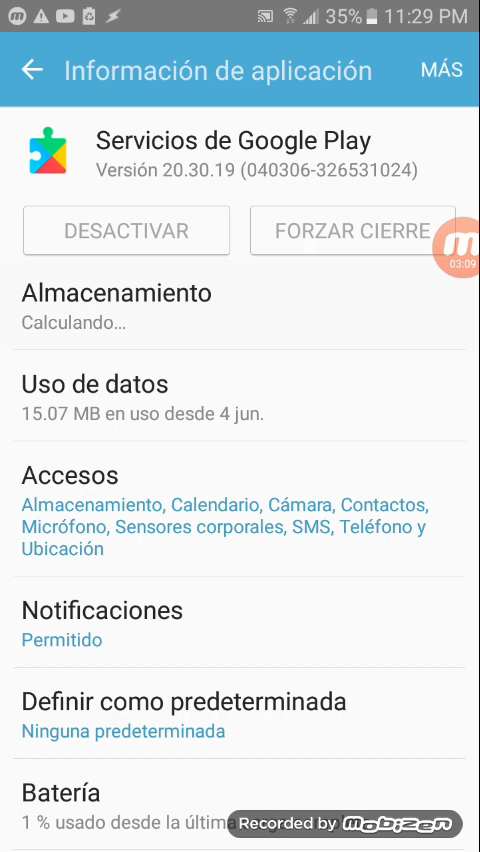 35% 11:29 PM
Información de aplicación MÁS
Servicios de Google Play
Versión 20.30.19 (040306-326531024)
DESACTIVAR FORZAR CIERRE
03:09
Almacenamiento
Calculando...
Uso de datos
15.07 MB en uso desde 4 jun.
Accesos
Almacenamiento, Calendario, Cámara, Contactos,
Micrófono, Sensores corporales, SMS, Teléfono y
Ubicación
Notificaciones
Permitido
Definir como predeterminada
Ninguna predeterminada
Batería
1 % usado desde la última
Recorded by mobizen